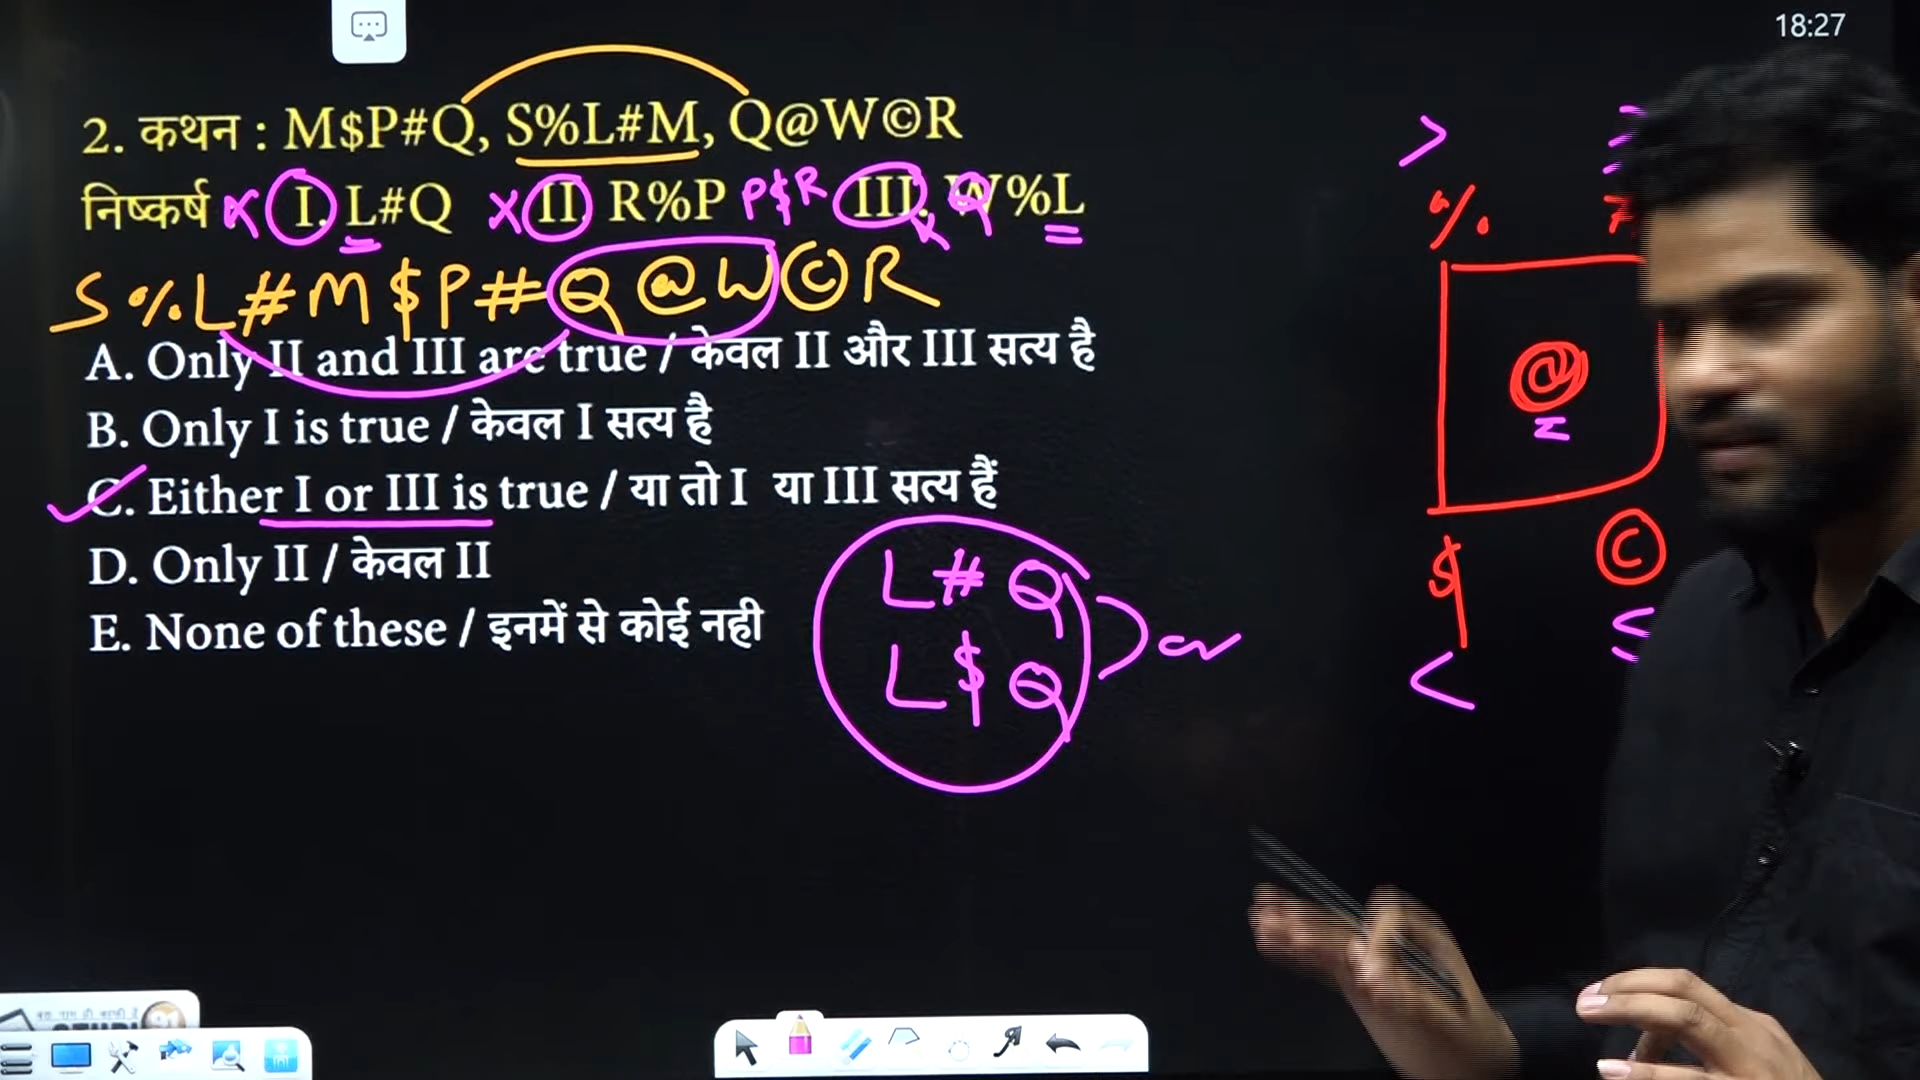 18:27
2. कथन : M$P#Q, S%L#M, Q@W©R
निष्कर्ष I. L#Q II. R%P P$R III. W%L
Q
S%L#M$P#Q@W©R
A. Only II and III are true / केवल II और III सत्य है
B. Only I is true / केवल I सत्य है
C. Either I or III is true / या तो I या III सत्य हैं
D. Only II / केवल II
E. None of these / इनमें से कोई नही
L#Q
L$Q
or
>
%
@
=
$
©
<